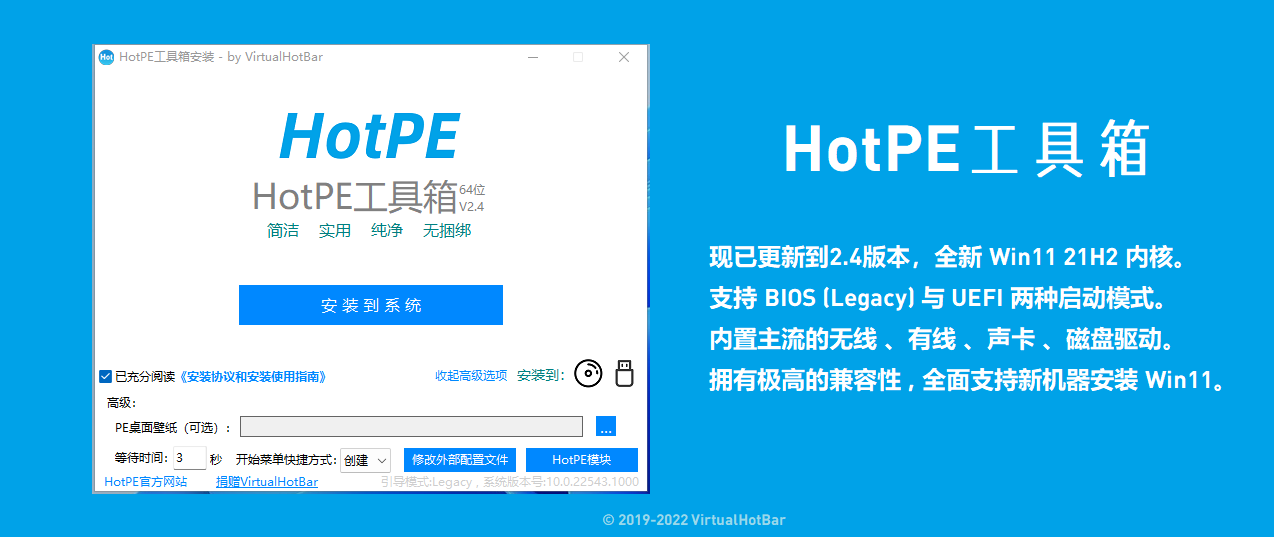 HotPE工具箱安装 - by VirtualHotBar
HotPE
HotPE工具箱 64位 V2.4
简洁 实用 纯净 无捆绑
安装到系统
已充分阅读《安装协议和安装使用指南》 收起高级选项 安装到：
高级：
PE桌面壁纸（可选）： ...
等待时间： 3 秒 开始菜单快捷方式： 创建 修改外部配置文件 HotPE模块
HotPE官方网站 捐赠VirtualHotBar 引导模式:Legacy , 系统版本号:10.0.22543.1000
HotPE工具箱
现已更新到2.4版本，全新 Win11 21H2 内核。
支持 BIOS (Legacy) 与 UEFI 两种启动模式。
内置主流的无线 、有线 、声卡 、磁盘驱动。
拥有极高的兼容性 , 全面支持新机器安装 Win11。
© 2019-2022 VirtualHotBar